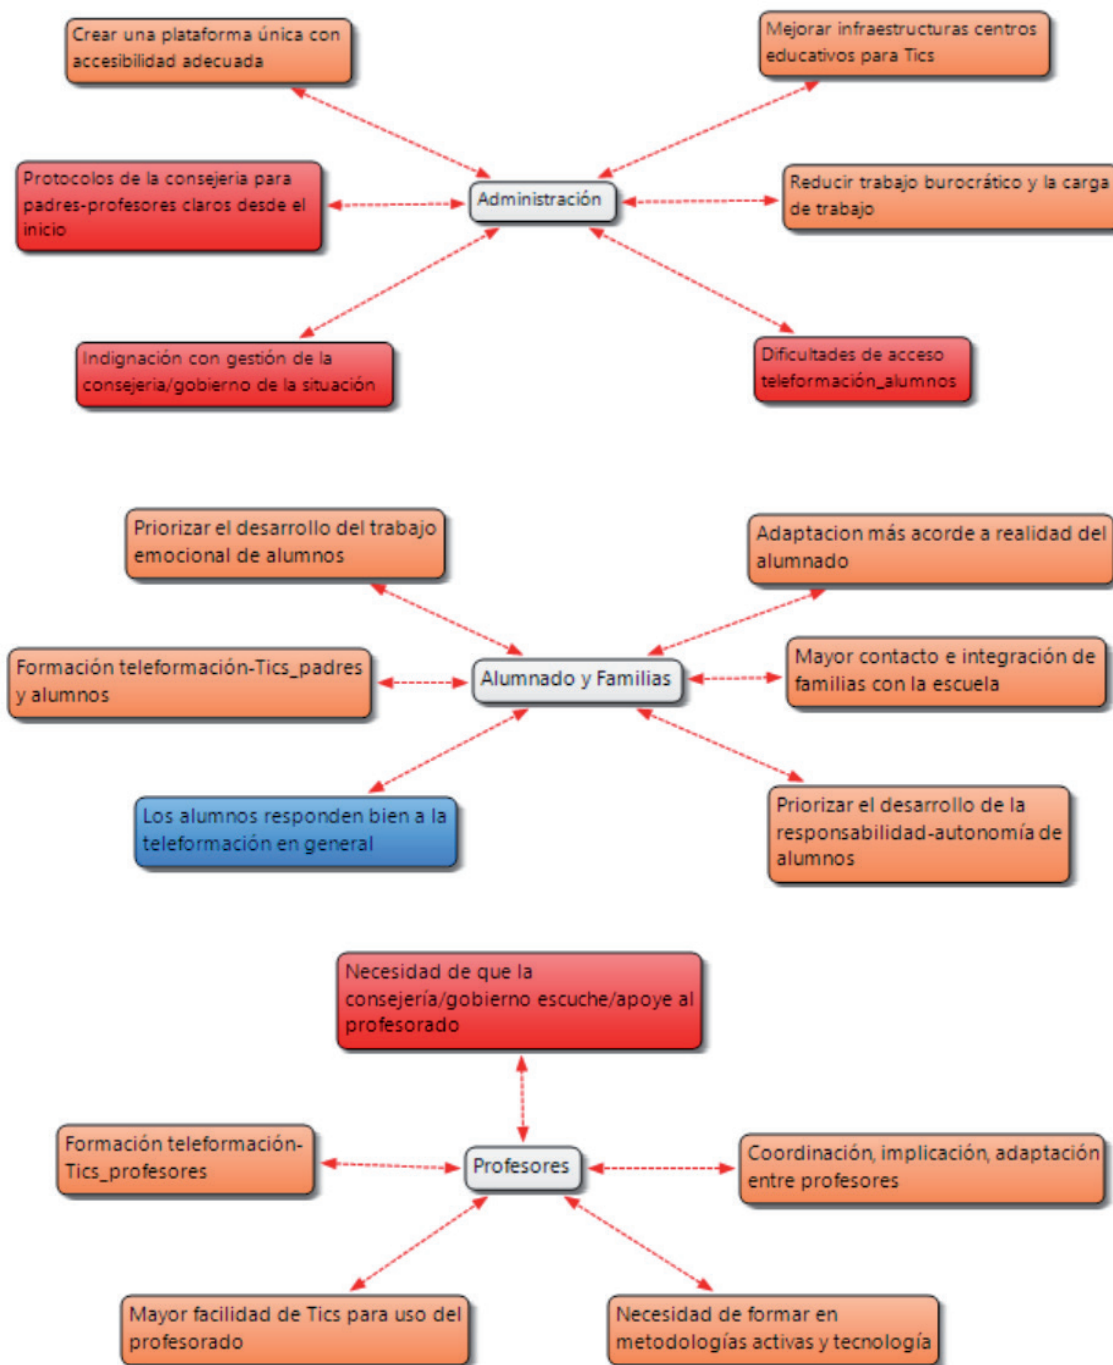 Crear una plataforma única con
accesibilidad adecuada
Mejorar infraestructuras centros
educativos para Tics
Protocolos de la consejeria para
padres-profesores claros desde el
inicio
Administración
Reducir trabajo burocrático y la carga
de trabajo
Indignación con gestión de la
consejeria/gobierno de la situación
Dificultades de acceso
teleformación_alumnos
Priorizar el desarrollo del trabajo
emocional de alumnos
Adaptacion más acorde a realidad del
alumnado
Formación teleformación-Tics_padres
y alumnos
Alumnado y Familias
Mayor contacto e integración de
familias con la escuela
Los alumnos responden bien a la
teleformación en general
Priorizar el desarrollo de la
responsabilidad-autonomía de
alumnos
Necesidad de que la
consejería/gobierno escuche/apoye al
profesorado
Formación teleformación-
Tics_profesores
Profesores
Coordinación, implicación, adaptación
entre profesores
Mayor facilidad de Tics para uso del
profesorado
Necesidad de formar en
metodologías activas y tecnología